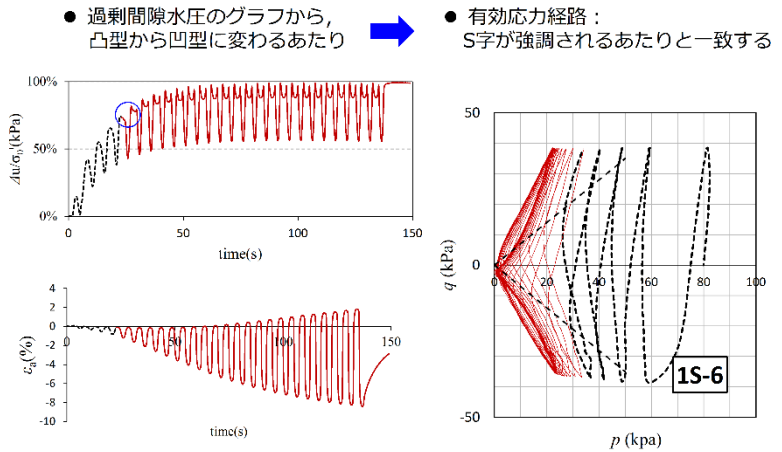 ● 過剰間隙水圧のグラフから,
凸型から凹型に変わるあたり
● 有効応力経路：
S字が強調されるあたりと一致する
100%
50%
0%
Δu/σ'c(kPa)
0 50 100 150
time(s)
4
2
0
-2
-4
-6
-8
-10
εa(%)
0 50 100 150
time(s)
50
0
-50
q (kPa)
0 20 40 60 80 100
1S-6
p (kpa)